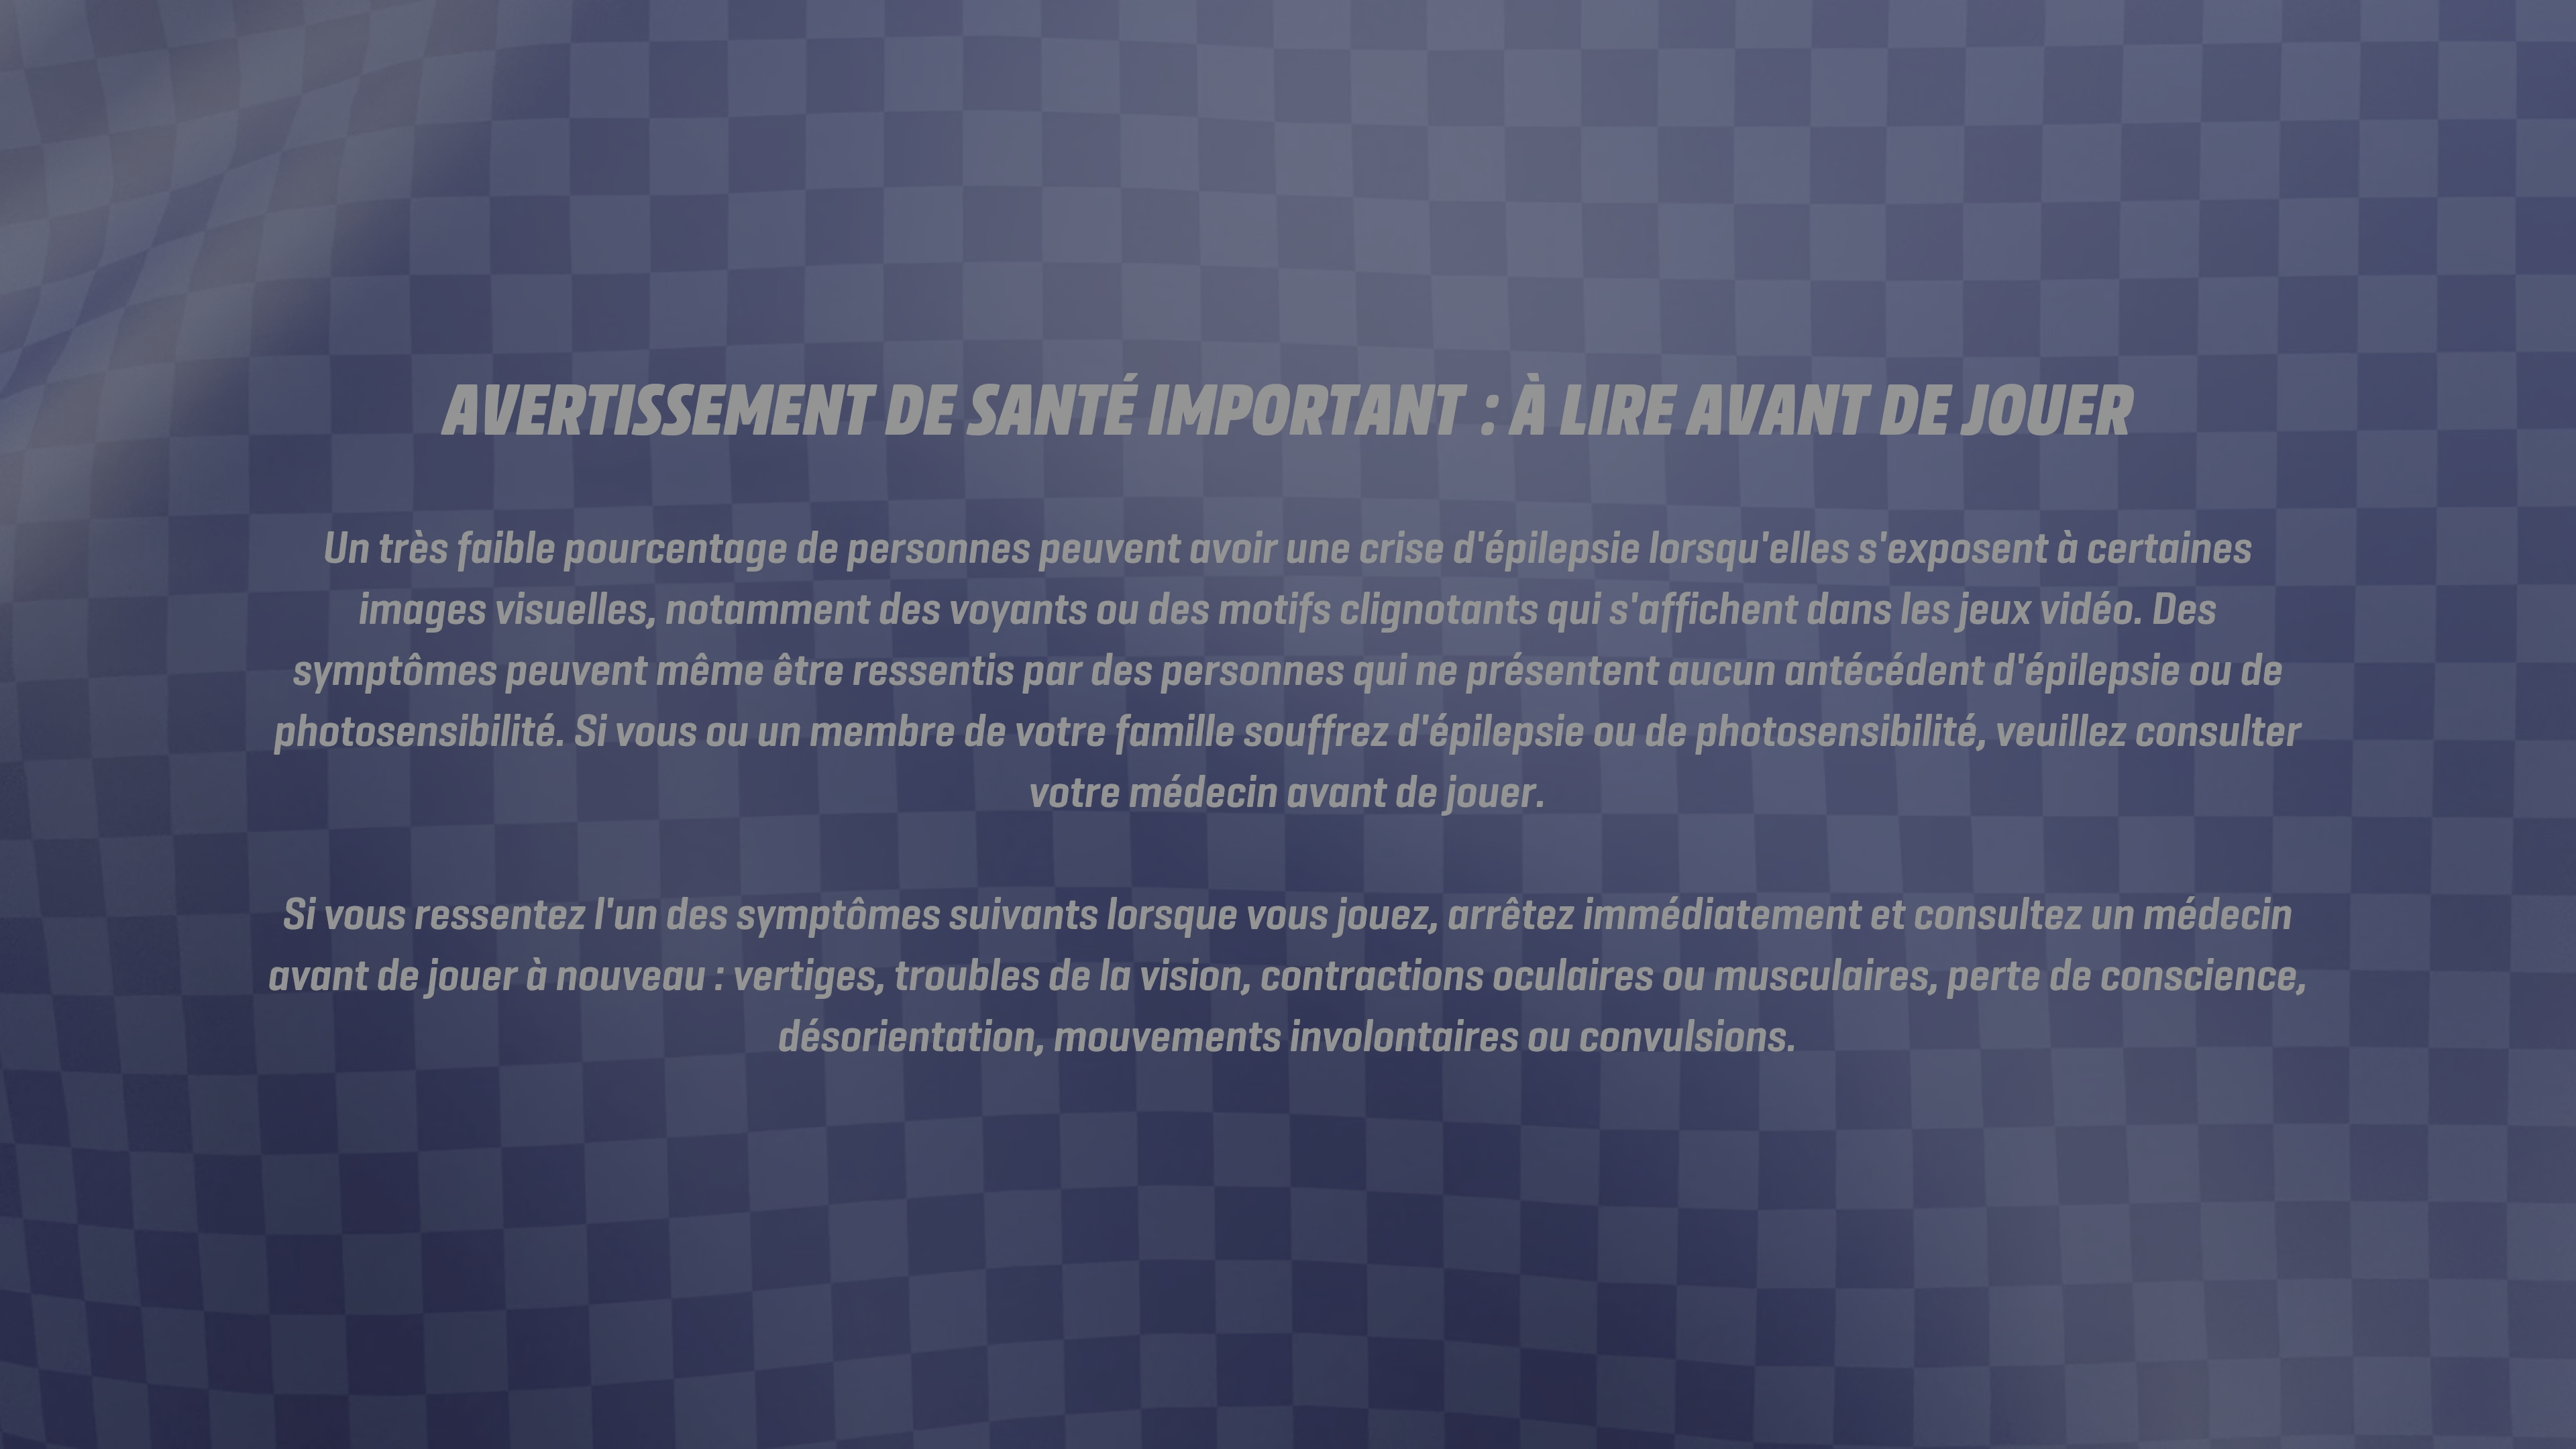 AVERTISSEMENT DE SANTÉ IMPORTANT : À LIRE AVANT DE JOUER
Un très faible pourcentage de personnes peuvent avoir une crise d'épilepsie lorsqu'elles s'exposent à certaines
images visuelles, notamment des voyants ou des motifs clignotants qui s'affichent dans les jeux vidéo. Des
symptômes peuvent même être ressentis par des personnes qui ne présentent aucun antécédent d'épilepsie ou de
photosensibilité. Si vous ou un membre de votre famille souffrez d'épilepsie ou de photosensibilité, veuillez consulter
votre médecin avant de jouer.
Si vous ressentez l'un des symptômes suivants lorsque vous jouez, arrêtez immédiatement et consultez un médecin
avant de jouer à nouveau : vertiges, troubles de la vision, contractions oculaires ou musculaires, perte de conscience,
désorientation, mouvements involontaires ou convulsions.